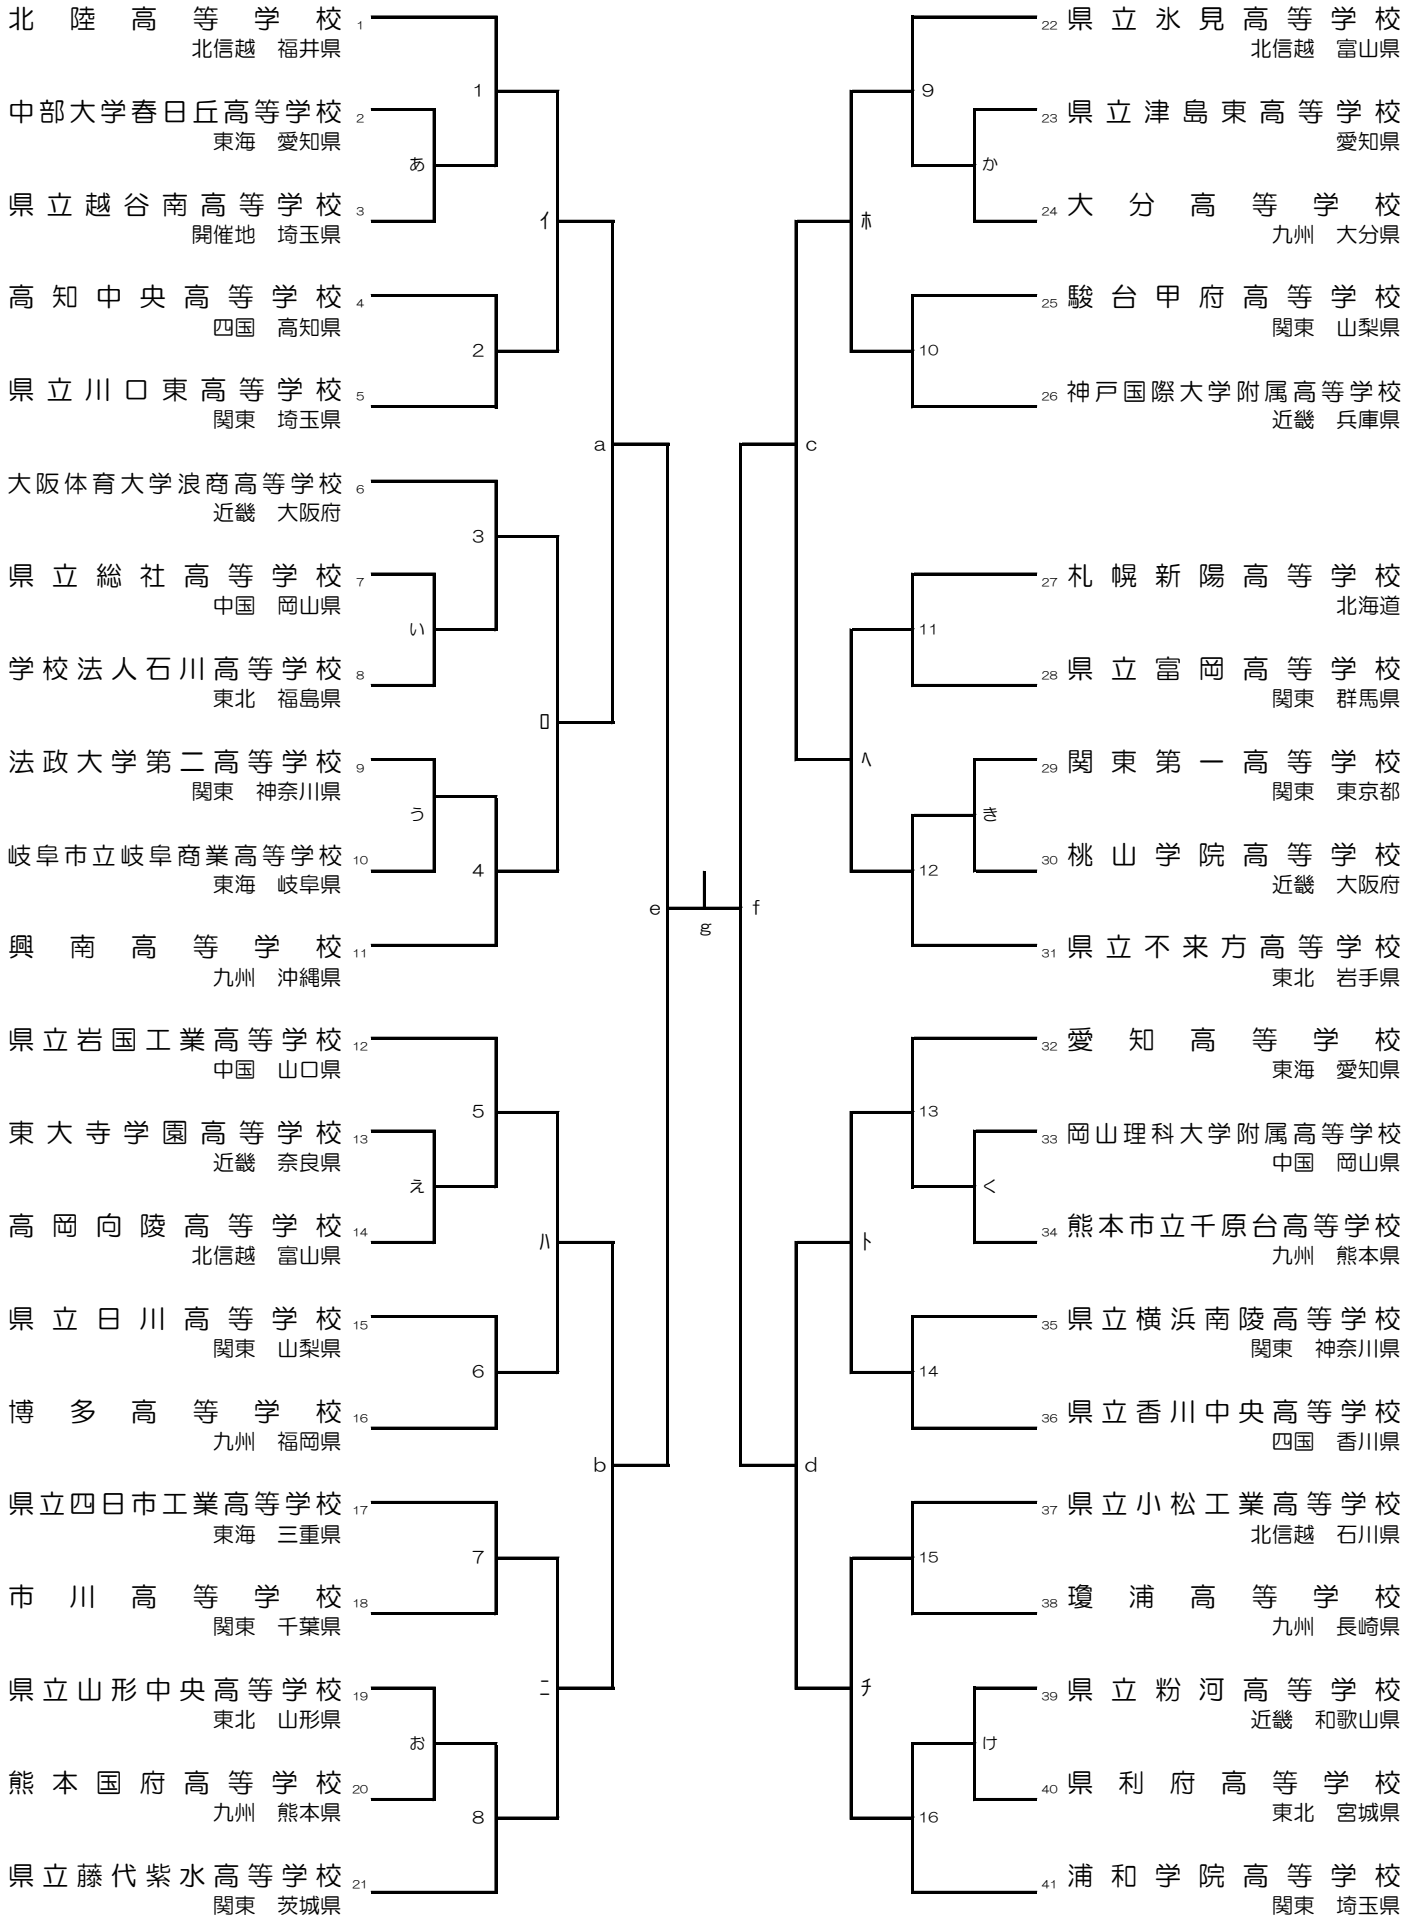 北陸高等学校 1
北信越 福井県
1
中部大学春日丘高等学校 2
東海 愛知県
あ
県立越谷南高等学校 3
開催地 埼玉県
イ
高知中央高等学校 4
四国 高知県
2
県立川口東高等学校 5
関東 埼玉県
a
大阪体育大学浪商高等学校 6
近畿 大阪府
3
県立総社高等学校 7
中国 岡山県
い
学校法人石川高等学校 8
東北 福島県
ロ
法政大学第二高等学校 9
関東 神奈川県
う
岐阜市立岐阜商業高等学校 10
東海 岐阜県
4
e
興南高等学校 11
九州 沖縄県
県立岩国工業高等学校 12
中国 山口県
5
東大寺学園高等学校 13
近畿 奈良県
え
高岡向陵高等学校 14
北信越 富山県
ハ
県立日川高等学校 15
関東 山梨県
6
博多高等学校 16
九州 福岡県
b
県立四日市工業高等学校 17
東海 三重県
7
市川高等学校 18
関東 千葉県
ニ
県立山形中央高等学校 19
東北 山形県
お
熊本国府高等学校 20
九州 熊本県
8
県立藤代紫水高等学校 21
関東 茨城県
g
22 県立氷見高等学校
北信越 富山県
9
23 県立津島東高等学校
愛知県
か
24 大分高等学校
九州 大分県
ホ
25 駿台甲府高等学校
関東 山梨県
10
26 神戸国際大学附属高等学校
近畿 兵庫県
c
27 札幌新陽高等学校
北海道
11
28 県立富岡高等学校
関東 群馬県
ヘ
29 関東第一高等学校
関東 東京都
き
30 桃山学院高等学校
近畿 大阪府
12
f
31 県立不来方高等学校
東北 岩手県
32 愛知高等学校
東海 愛知県
13
33 岡山理科大学附属高等学校
中国 岡山県
く
34 熊本市立千原台高等学校
九州 熊本県
ト
35 県立横浜南陵高等学校
関東 神奈川県
14
36 県立香川中央高等学校
四国 香川県
d
37 県立小松工業高等学校
北信越 石川県
15
38 瓊浦高等学校
九州 長崎県
チ
39 県立粉河高等学校
近畿 和歌山県
け
40 県利府高等学校
東北 宮城県
16
41 浦和学院高等学校
関東 埼玉県